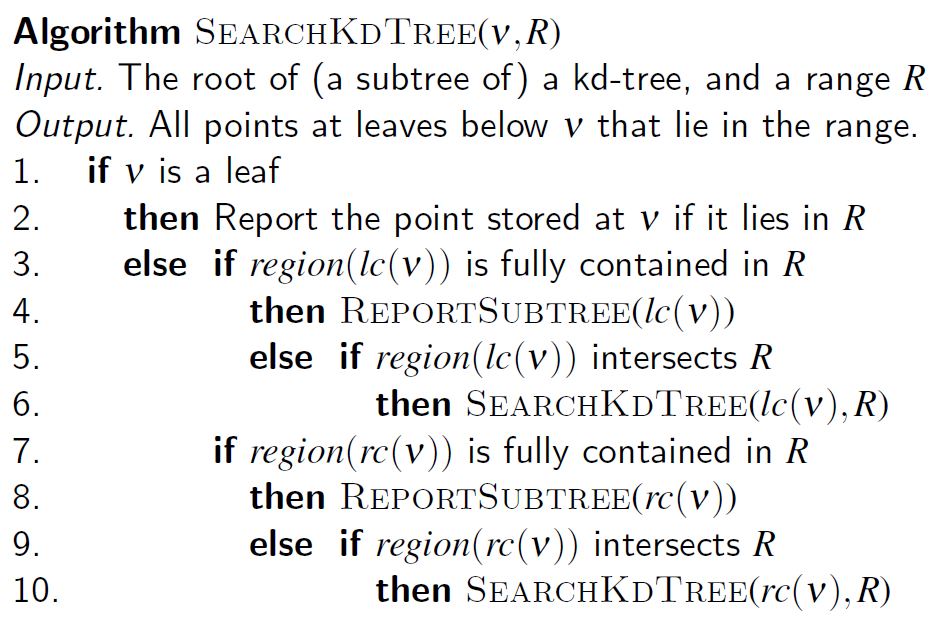 Algorithm SEARCHKDTREE(ν,R)
Input. The root of (a subtree of) a kd-tree, and a range R
Output. All points at leaves below ν that lie in the range.
1. if ν is a leaf
2. then Report the point stored at ν if it lies in R
3. else if region(lc(ν)) is fully contained in R
4. then REPORTSUBTREE(lc(ν))
5. else if region(lc(ν)) intersects R
6. then SEARCHKDTREE(lc(ν),R)
7. if region(rc(ν)) is fully contained in R
8. then REPORTSUBTREE(rc(ν))
9. else if region(rc(ν)) intersects R
10. then SEARCHKDTREE(rc(ν),R)